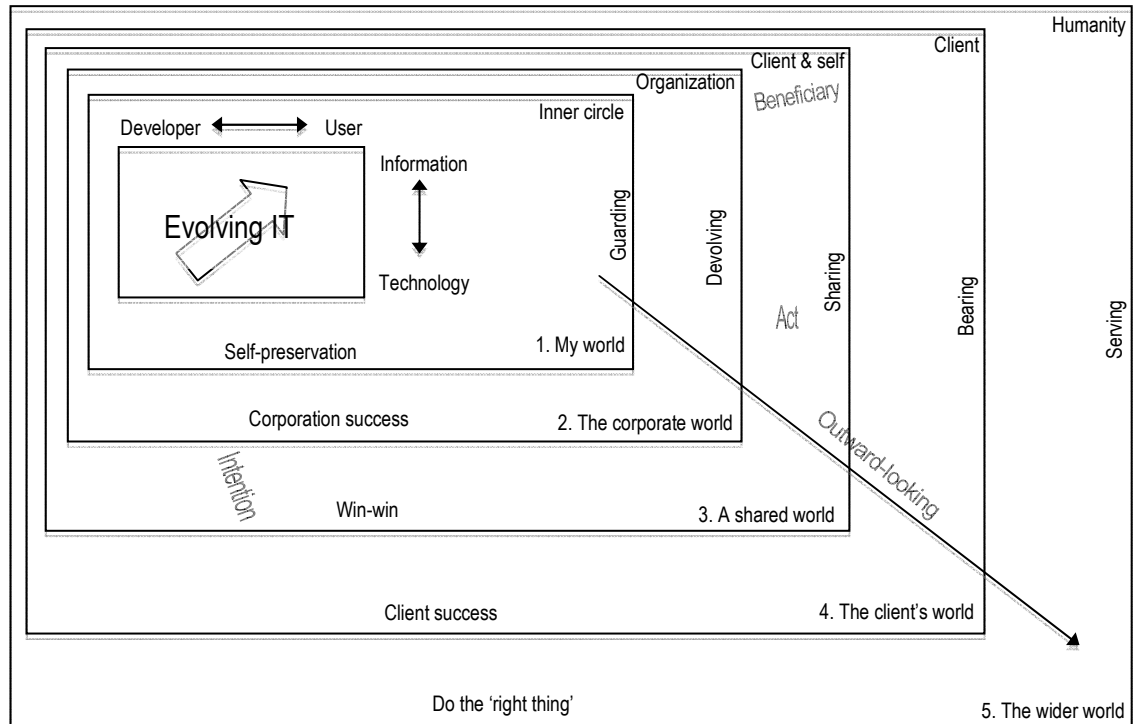 Humanity
Client
Client & self
Organization
Beneficiary
Inner circle
Developer
User
Information
Evolving IT
Technology
Guarding
Devolving
Sharing
Act
Bearing
Serving
Self-preservation
1. My world
Corporation success
2. The corporate world
Outward-looking
Intention
Win-win
3. A shared world
Client success
4. The client's world
Do the ‘right thing’
5. The wider world